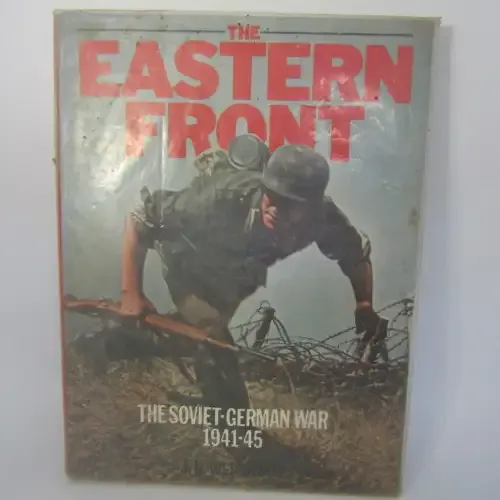 THE
EASTERN
FRONT
THE SOVIET-GERMAN WAR
1941-45